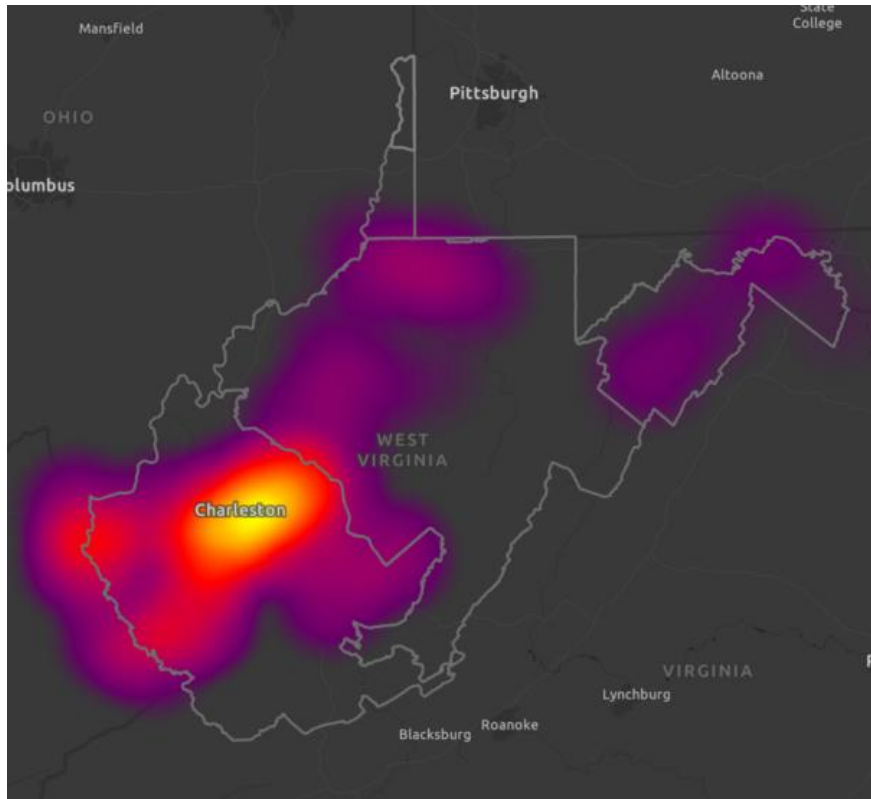 State
College
Mansfield
Altoona
Pittsburgh
OHIO
olumbus
WEST
VIRGINIA
Charleston
VIRGINIA
Lynchburg
Roanoke
Blacksburg